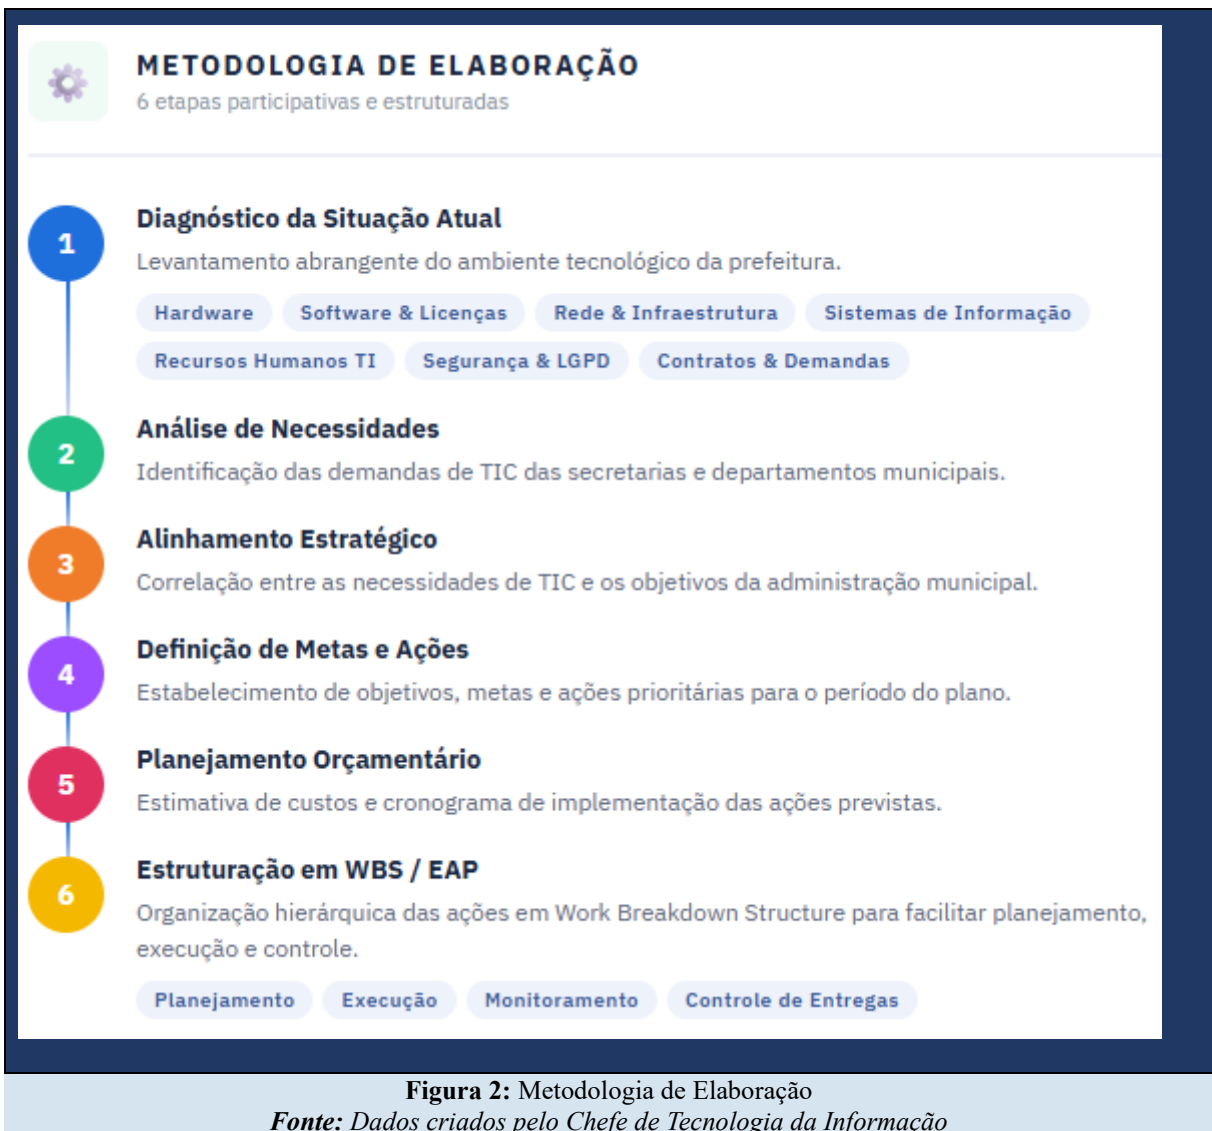 METODOLOGIA DE ELABORAÇÃO
6 etapas participativas e estruturadas
1
Diagnóstico da Situação Atual
Levantamento abrangente do ambiente tecnológico da prefeitura.
Hardware Software & Licenças Rede & Infraestrutura Sistemas de Informação
Recursos Humanos TI Segurança & LGPD Contratos & Demandas
2
Análise de Necessidades
Identificação das demandas de TIC das secretarias e departamentos municipais.
3
Alinhamento Estratégico
Correlação entre as necessidades de TIC e os objetivos da administração municipal.
4
Definição de Metas e Ações
Estabelecimento de objetivos, metas e ações prioritárias para o período do plano.
5
Planejamento Orçamentário
Estimativa de custos e cronograma de implementação das ações previstas.
6
Estruturação em WBS / EAP
Organização hierárquica das ações em Work Breakdown Structure para facilitar planejamento,
execução e controle.
Planejamento Execução Monitoramento Controle de Entregas
Figura 2: Metodologia de Elaboração
Fonte: Dados criados pelo Chefe de Tecnologia da Informação